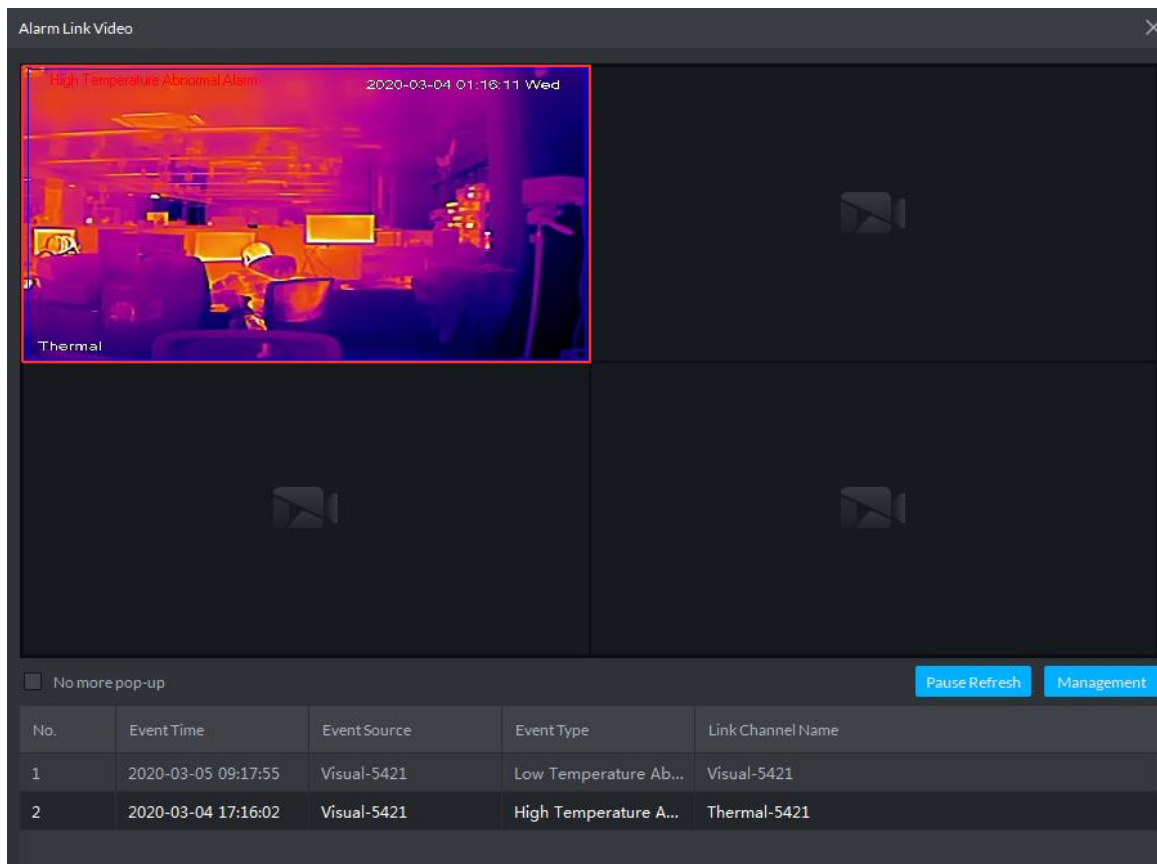 Alarm Link Video
High Temperature Abnormal Alarm
2020-03-04 01:16:11 Wed
Thermal
No more pop-up
Pause Refresh
Management
No. Event Time Event Source Event Type Link Channel Name
1 2020-03-05 09:17:55 Visual-5421 Low Temperature Ab... Visual-5421
2 2020-03-04 17:16:02 Visual-5421 High Temperature A... Thermal-5421